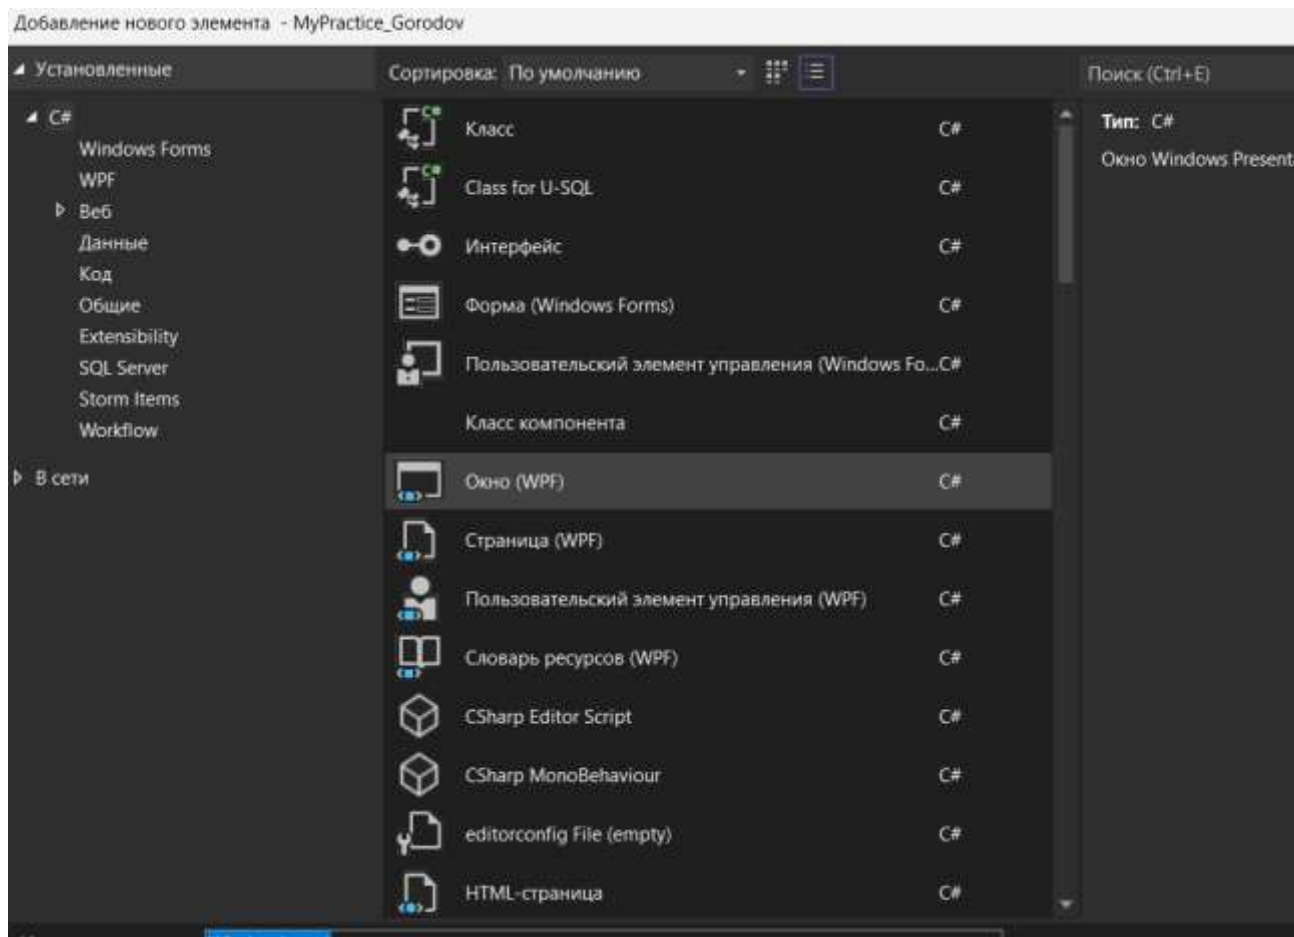 Добавление нового элемента - MyPractice_Gorodov
Установленные
C#
Windows Forms
WPF
Веб
Данные
Код
Общие
Extensibility
SQL Server
Storm Items
Workflow
В сети
Сортировка: По умолчанию
Класс C#
Class for U-SQL C#
Интерфейс C#
Форма (Windows Forms) C#
Пользовательский элемент управления (Windows Fo...C#
Класс компонента C#
Окно (WPF) C#
Страница (WPF) C#
Пользовательский элемент управления (WPF) C#
Словарь ресурсов (WPF) C#
CSharp Editor Script C#
CSharp MonoBehaviour C#
editorconfig File (empty) C#
HTML-страница C#
Поиск (Ctrl+E)
Тип: C#
Окно Windows Present